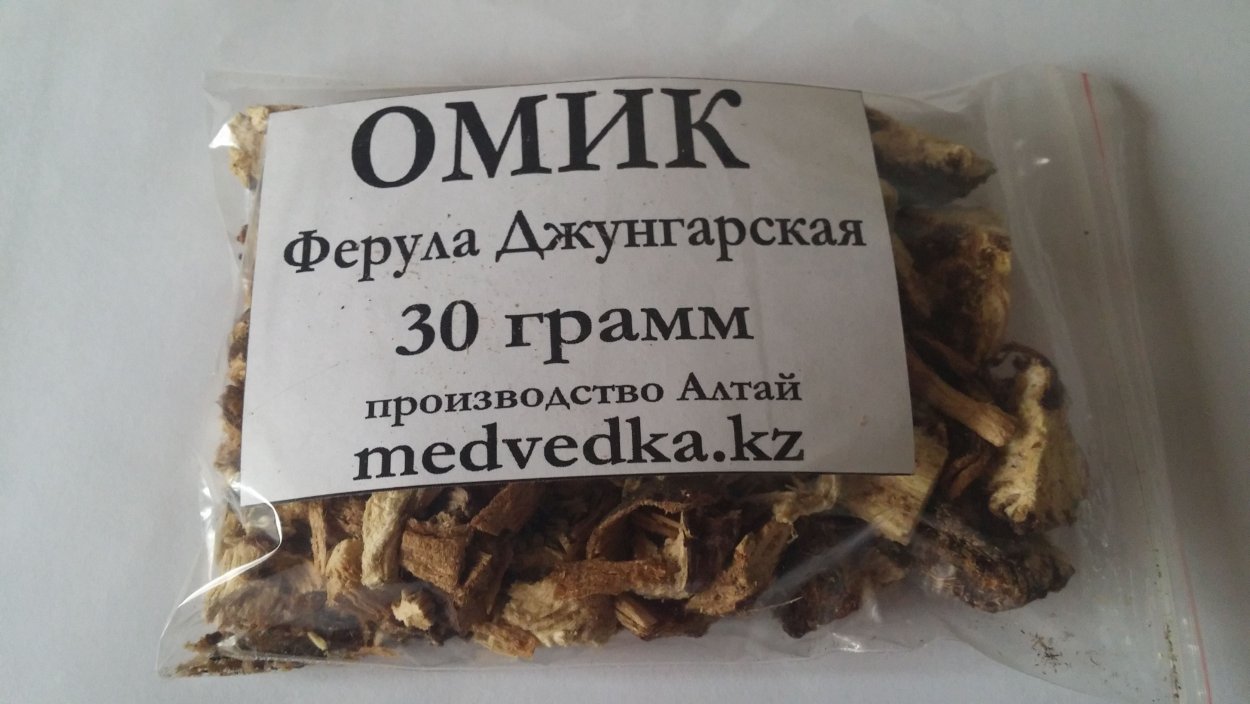 ОМИК
Ферула Джунгарская
30 грамм
производство Алтай
medvedka.kz